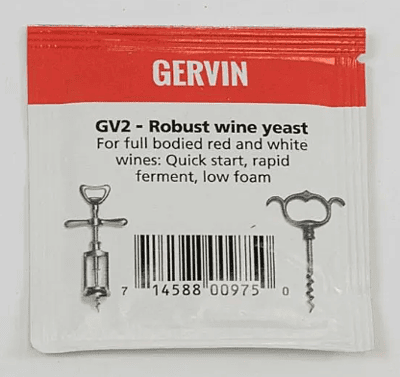 GERVIN
GV2 - Robust wine yeast
For full bodied red and white
wines: Quick start, rapid
ferment, low foam
7 14588 00975 0